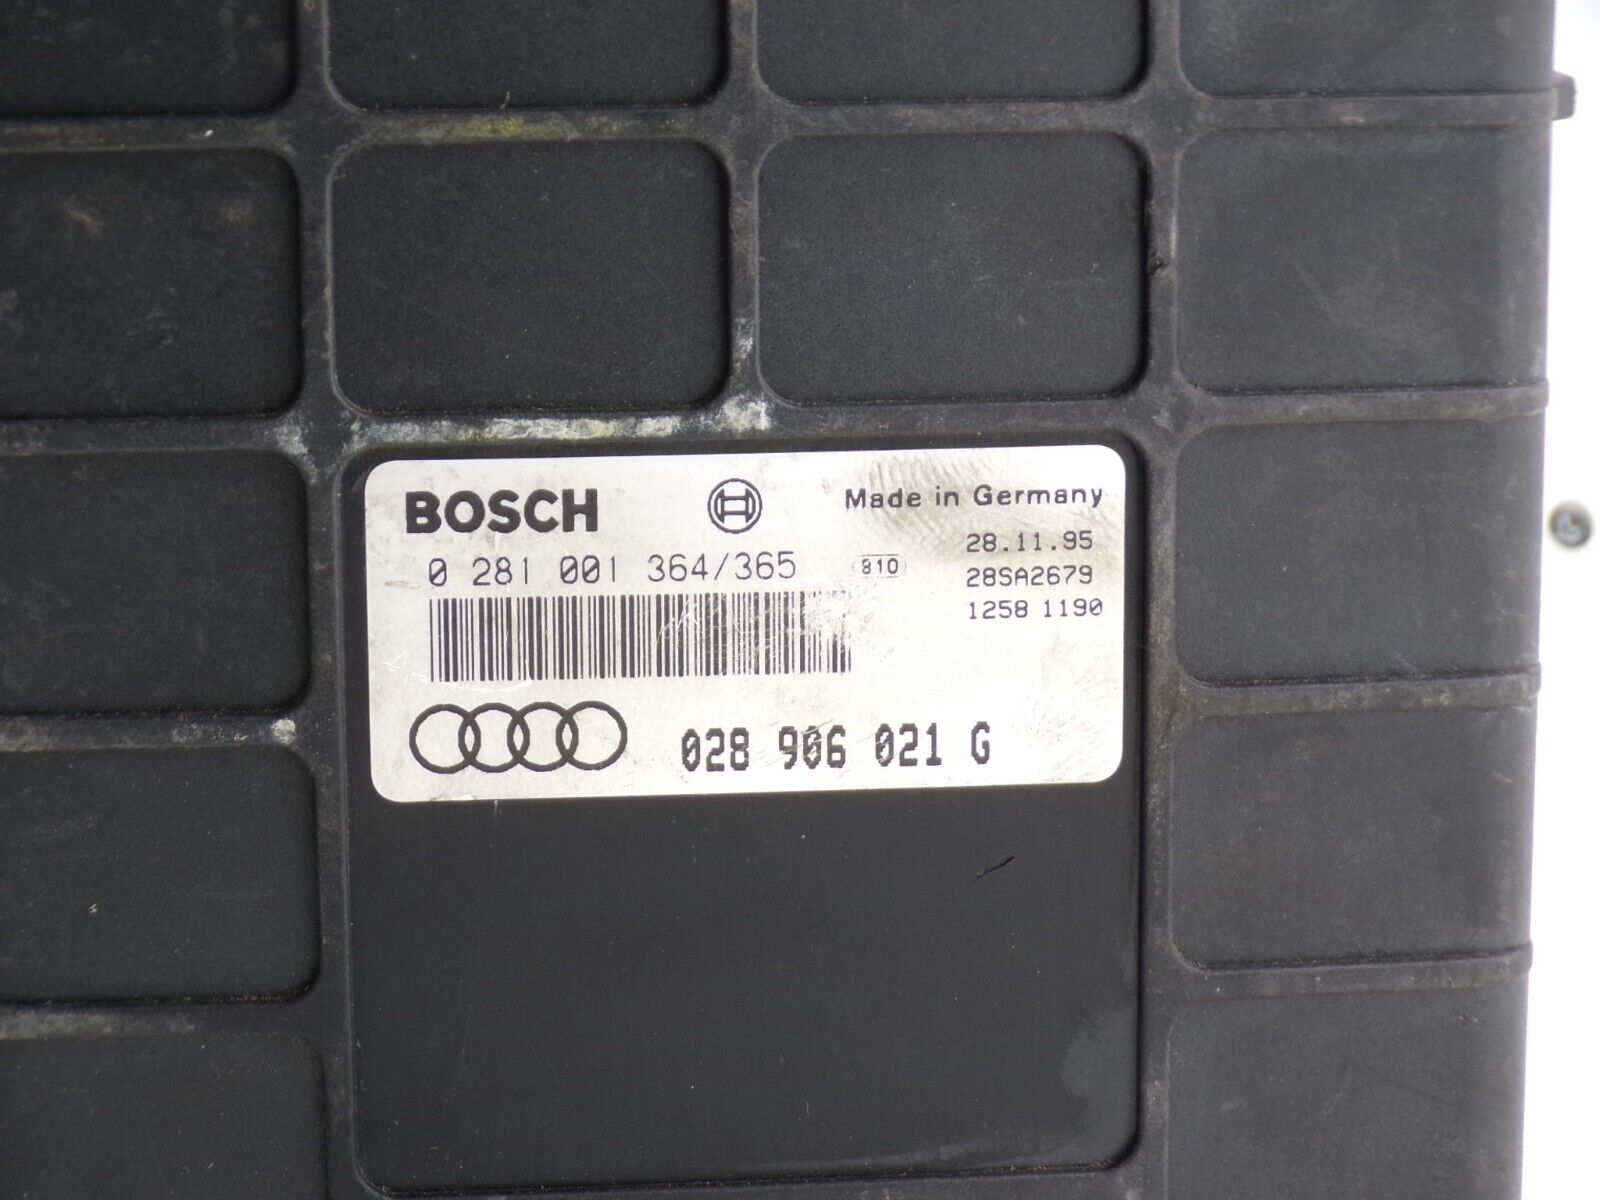 BOSCH
Made in Germany
0 281 001 364/365
810
28.11.95
28SA2679
1258 1190
028 906 021 G